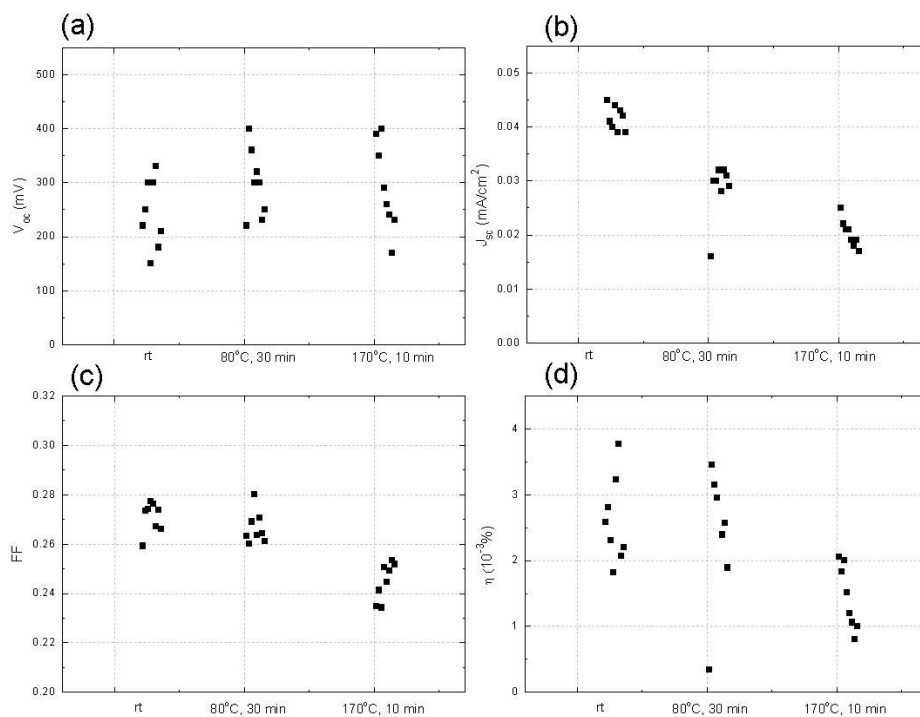 (a)
V_oc (mV)
500
400
300
200
100
0
rt
80°C, 30 min
170°C, 10 min
(b)
J_sc (mA/cm²)
0.05
0.04
0.03
0.02
0.01
0.00
rt
80°C, 30 min
170°C, 10 min
(c)
FF
0.32
0.30
0.28
0.26
0.24
0.22
0.20
rt
80°C, 30 min
170°C, 10 min
(d)
η (10⁻³%)
4
3
2
1
0
rt
80°C, 30 min
170°C, 10 min